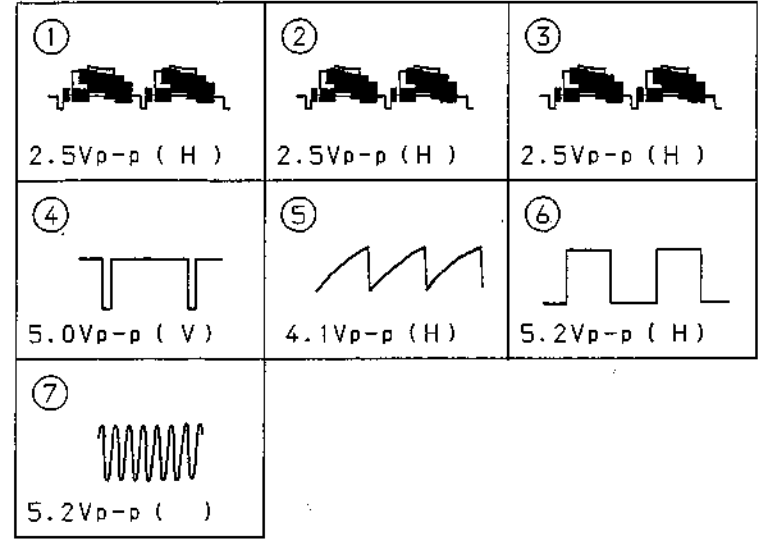 ① ② ③
2.5Vp-p ( H ) 2.5Vp-p (H ) 2.5Vp-p (H )
④ ⑤ ⑥
5.0Vp-p ( V ) 4.1Vp-p (H) 5.2Vp-p ( H )
⑦
5.2Vp-p (   )